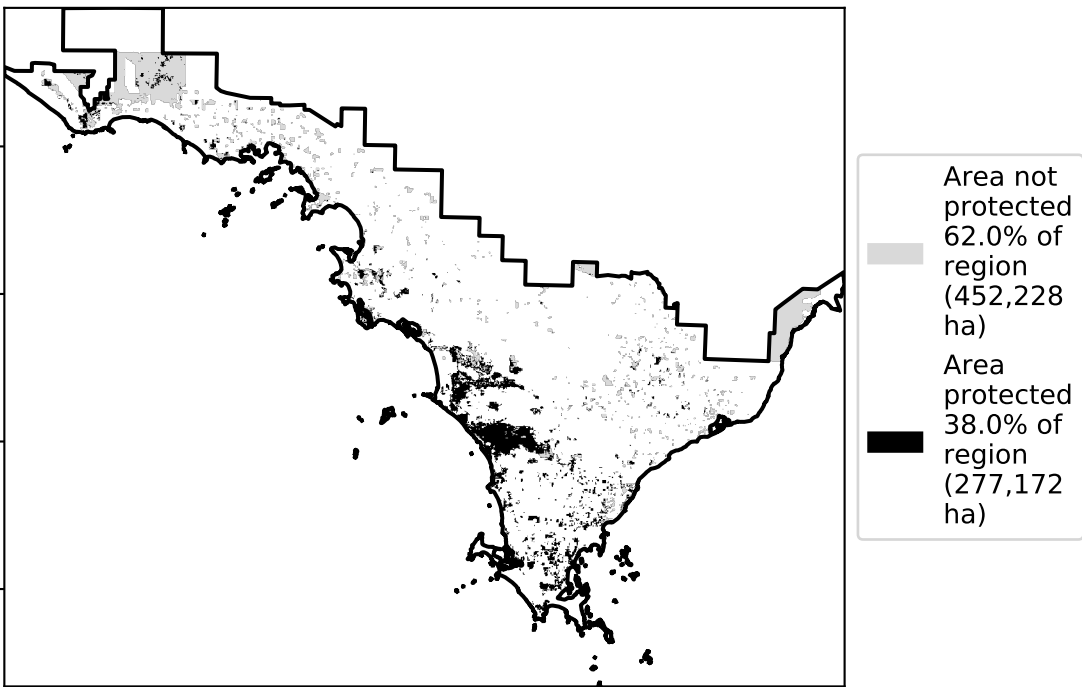 Area not
protected
62.0% of
region
(452,228
ha)
Area
protected
38.0% of
region
(277,172
ha)